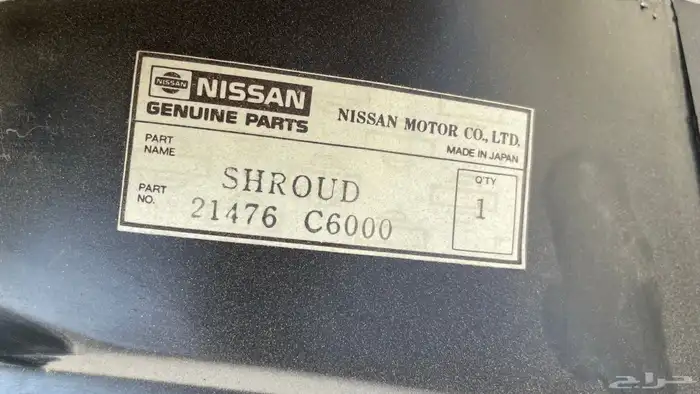 NISSAN
NISSAN
GENUINE PARTS
NISSAN MOTOR CO., LTD.
MADE IN JAPAN
PART NAME
SHROUD
PART NO.
21476 C6000
Q'TY
1
حراج